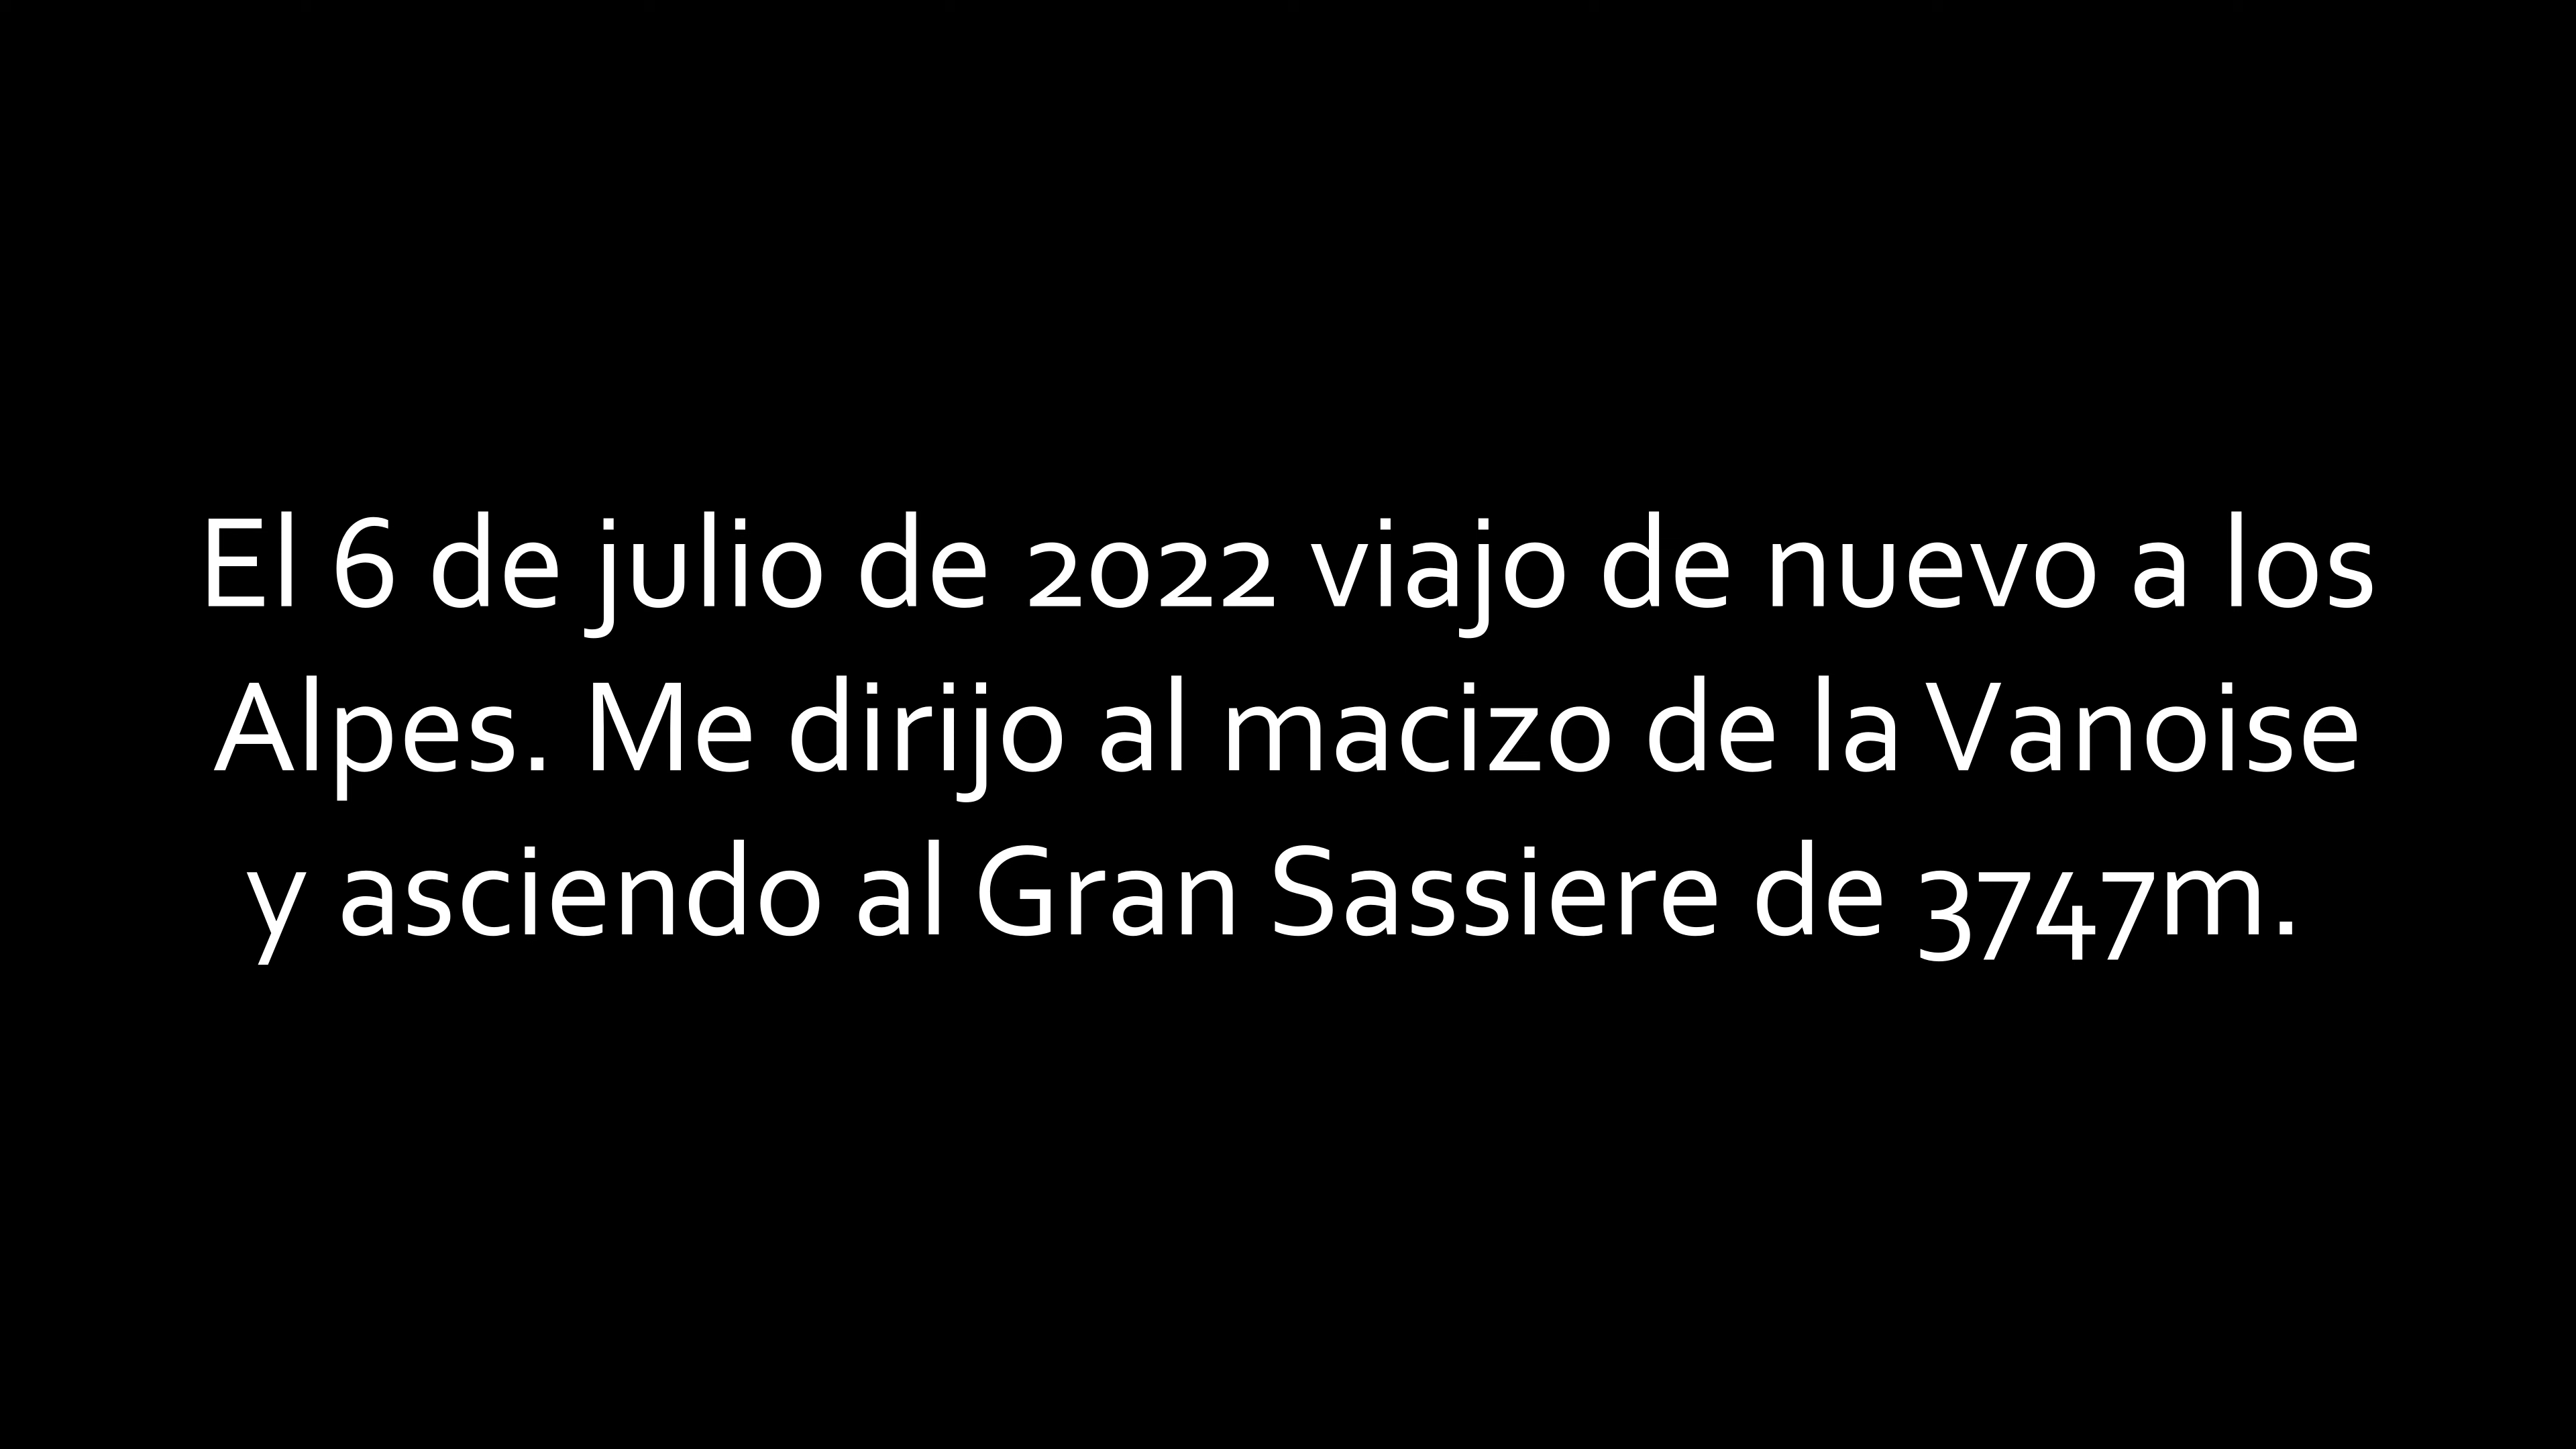 El 6 de julio de 2022 viajo de nuevo a los
Alpes. Me dirijo al macizo de la Vanoise
y asciendo al Gran Sassiere de 3747m.